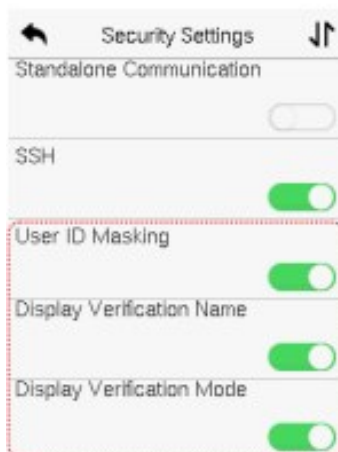 Security Settings
Standalone Communication
SSH
User ID Masking
Display Verification Name
Display Verification Mode